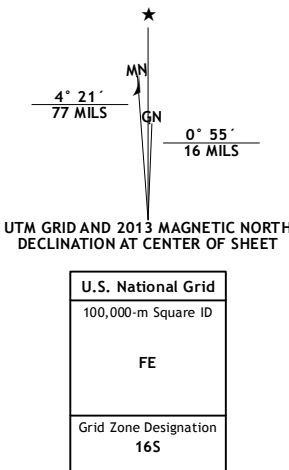 ★
MN
4° 21´
77 MILS
GN
0° 55´
16 MILS
UTM GRID AND 2013 MAGNETIC NORTH
DECLINATION AT CENTER OF SHEET
U.S. National Grid
100,000-m Square ID
FE
Grid Zone Designation
16S